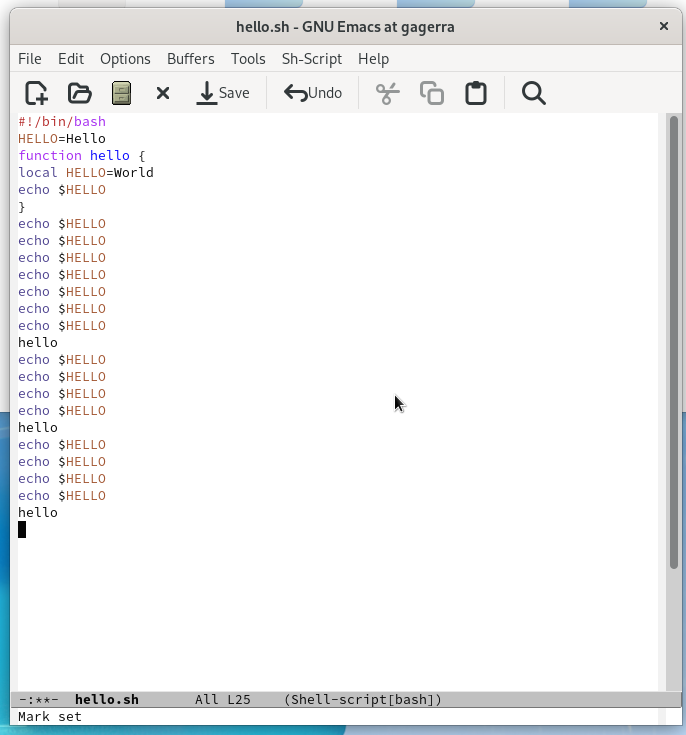 hello.sh - GNU Emacs at gagerra
File Edit Options Buffers Tools Sh-Script Help
Save Undo
#!/bin/bash
HELLO=Hello
function hello {
local HELLO=World
echo $HELLO
}
echo $HELLO
echo $HELLO
echo $HELLO
echo $HELLO
echo $HELLO
echo $HELLO
echo $HELLO
hello
echo $HELLO
echo $HELLO
echo $HELLO
echo $HELLO
hello
echo $HELLO
echo $HELLO
echo $HELLO
echo $HELLO
hello
-:**- hello.sh All L25 (Shell-script[bash])
Mark set